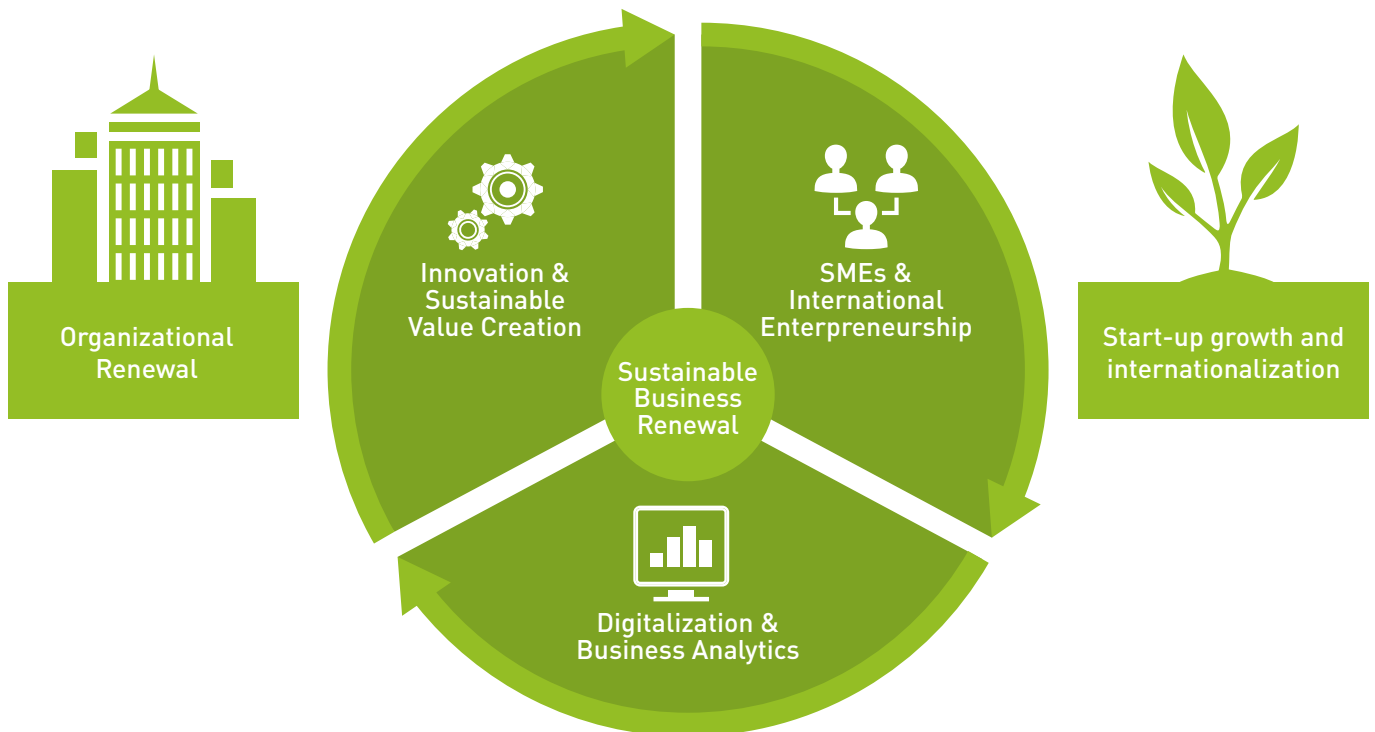 Organizational
Renewal
Innovation &
Sustainable
Value Creation
SMEs &
International
Enterpreneurship
Sustainable
Business
Renewal
Digitalization &
Business Analytics
Start-up growth and
internationalization